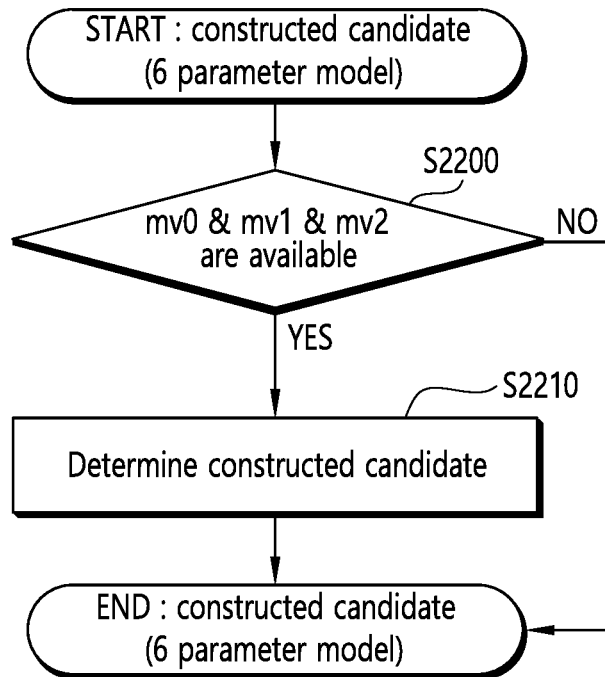 START : constructed candidate
(6 parameter model)
S2200
mv0 & mv1 & mv2
are available
NO
YES
S2210
Determine constructed candidate
END : constructed candidate
(6 parameter model)